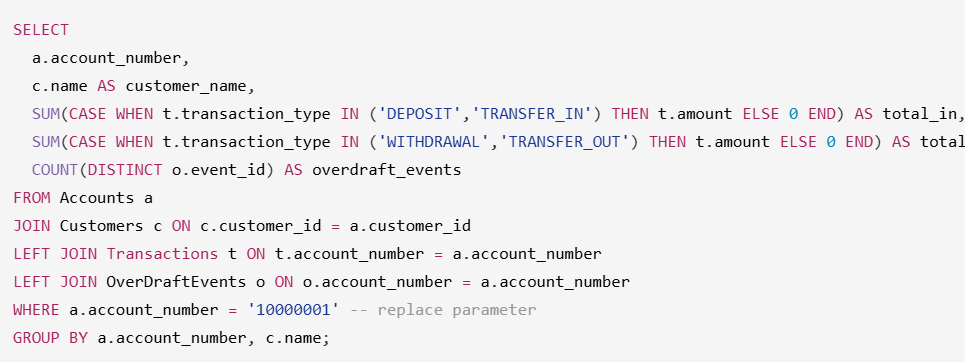 SELECT
a.account_number,
c.name AS customer_name,
SUM(CASE WHEN t.transaction_type IN ('DEPOSIT','TRANSFER_IN') THEN t.amount ELSE 0 END) AS total_in,
SUM(CASE WHEN t.transaction_type IN ('WITHDRAWAL','TRANSFER_OUT') THEN t.amount ELSE 0 END) AS total
COUNT(DISTINCT o.event_id) AS overdraft_events
FROM Accounts a
JOIN Customers c ON c.customer_id = a.customer_id
LEFT JOIN Transactions t ON t.account_number = a.account_number
LEFT JOIN OverDraftEvents o ON o.account_number = a.account_number
WHERE a.account_number = '10000001' -- replace parameter
GROUP BY a.account_number, c.name;